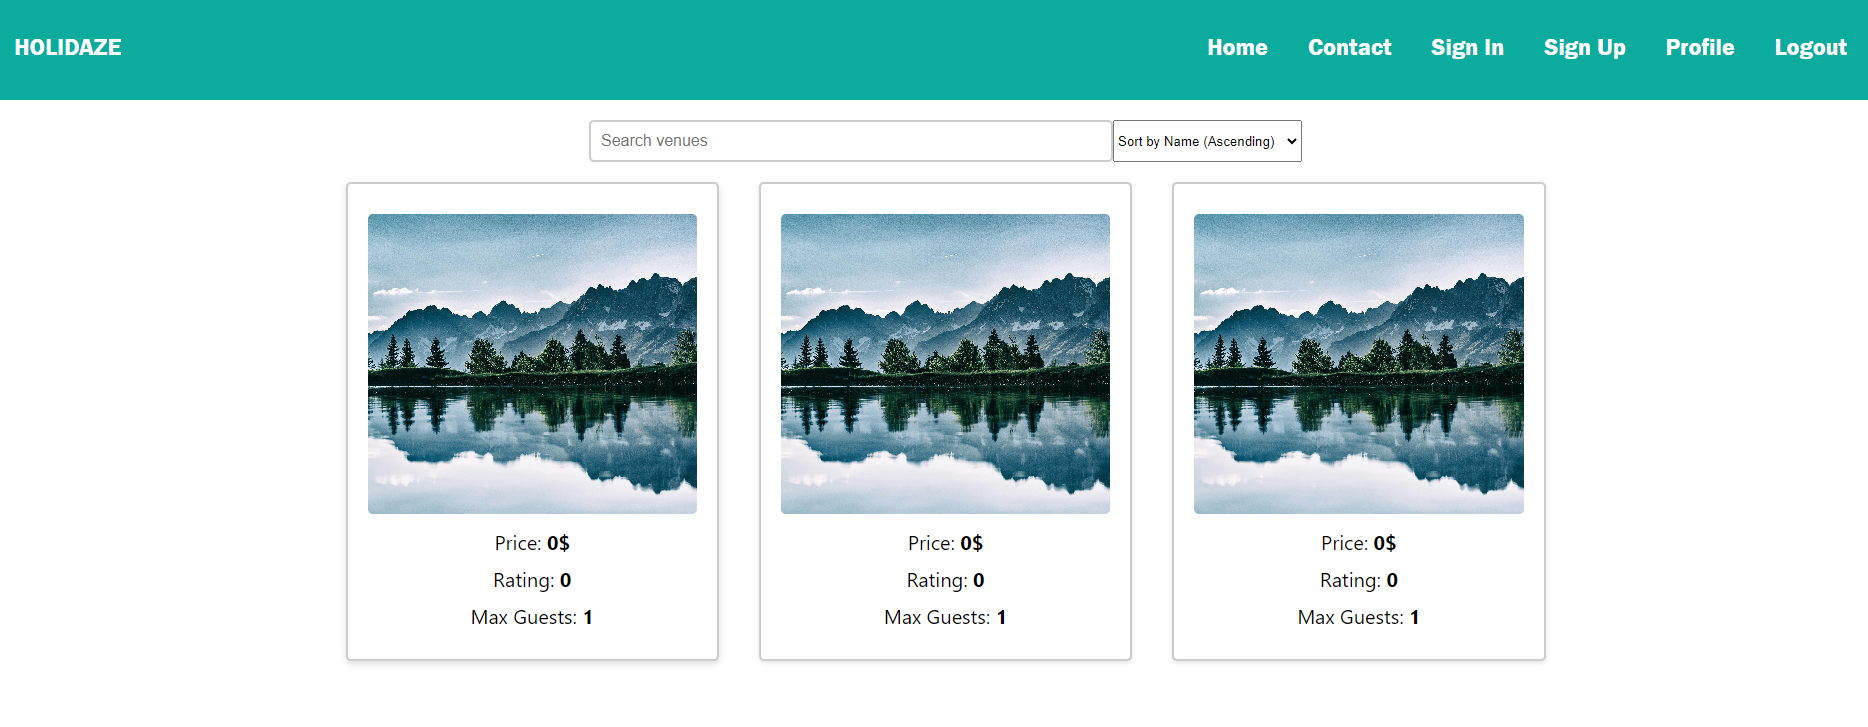 HOLIDAZE
Home Contact Sign In Sign Up Profile Logout
Search venues Sort by Name (Ascending)
Price: 0$ Price: 0$ Price: 0$
Rating: 0 Rating: 0 Rating: 0
Max Guests: 1 Max Guests: 1 Max Guests: 1